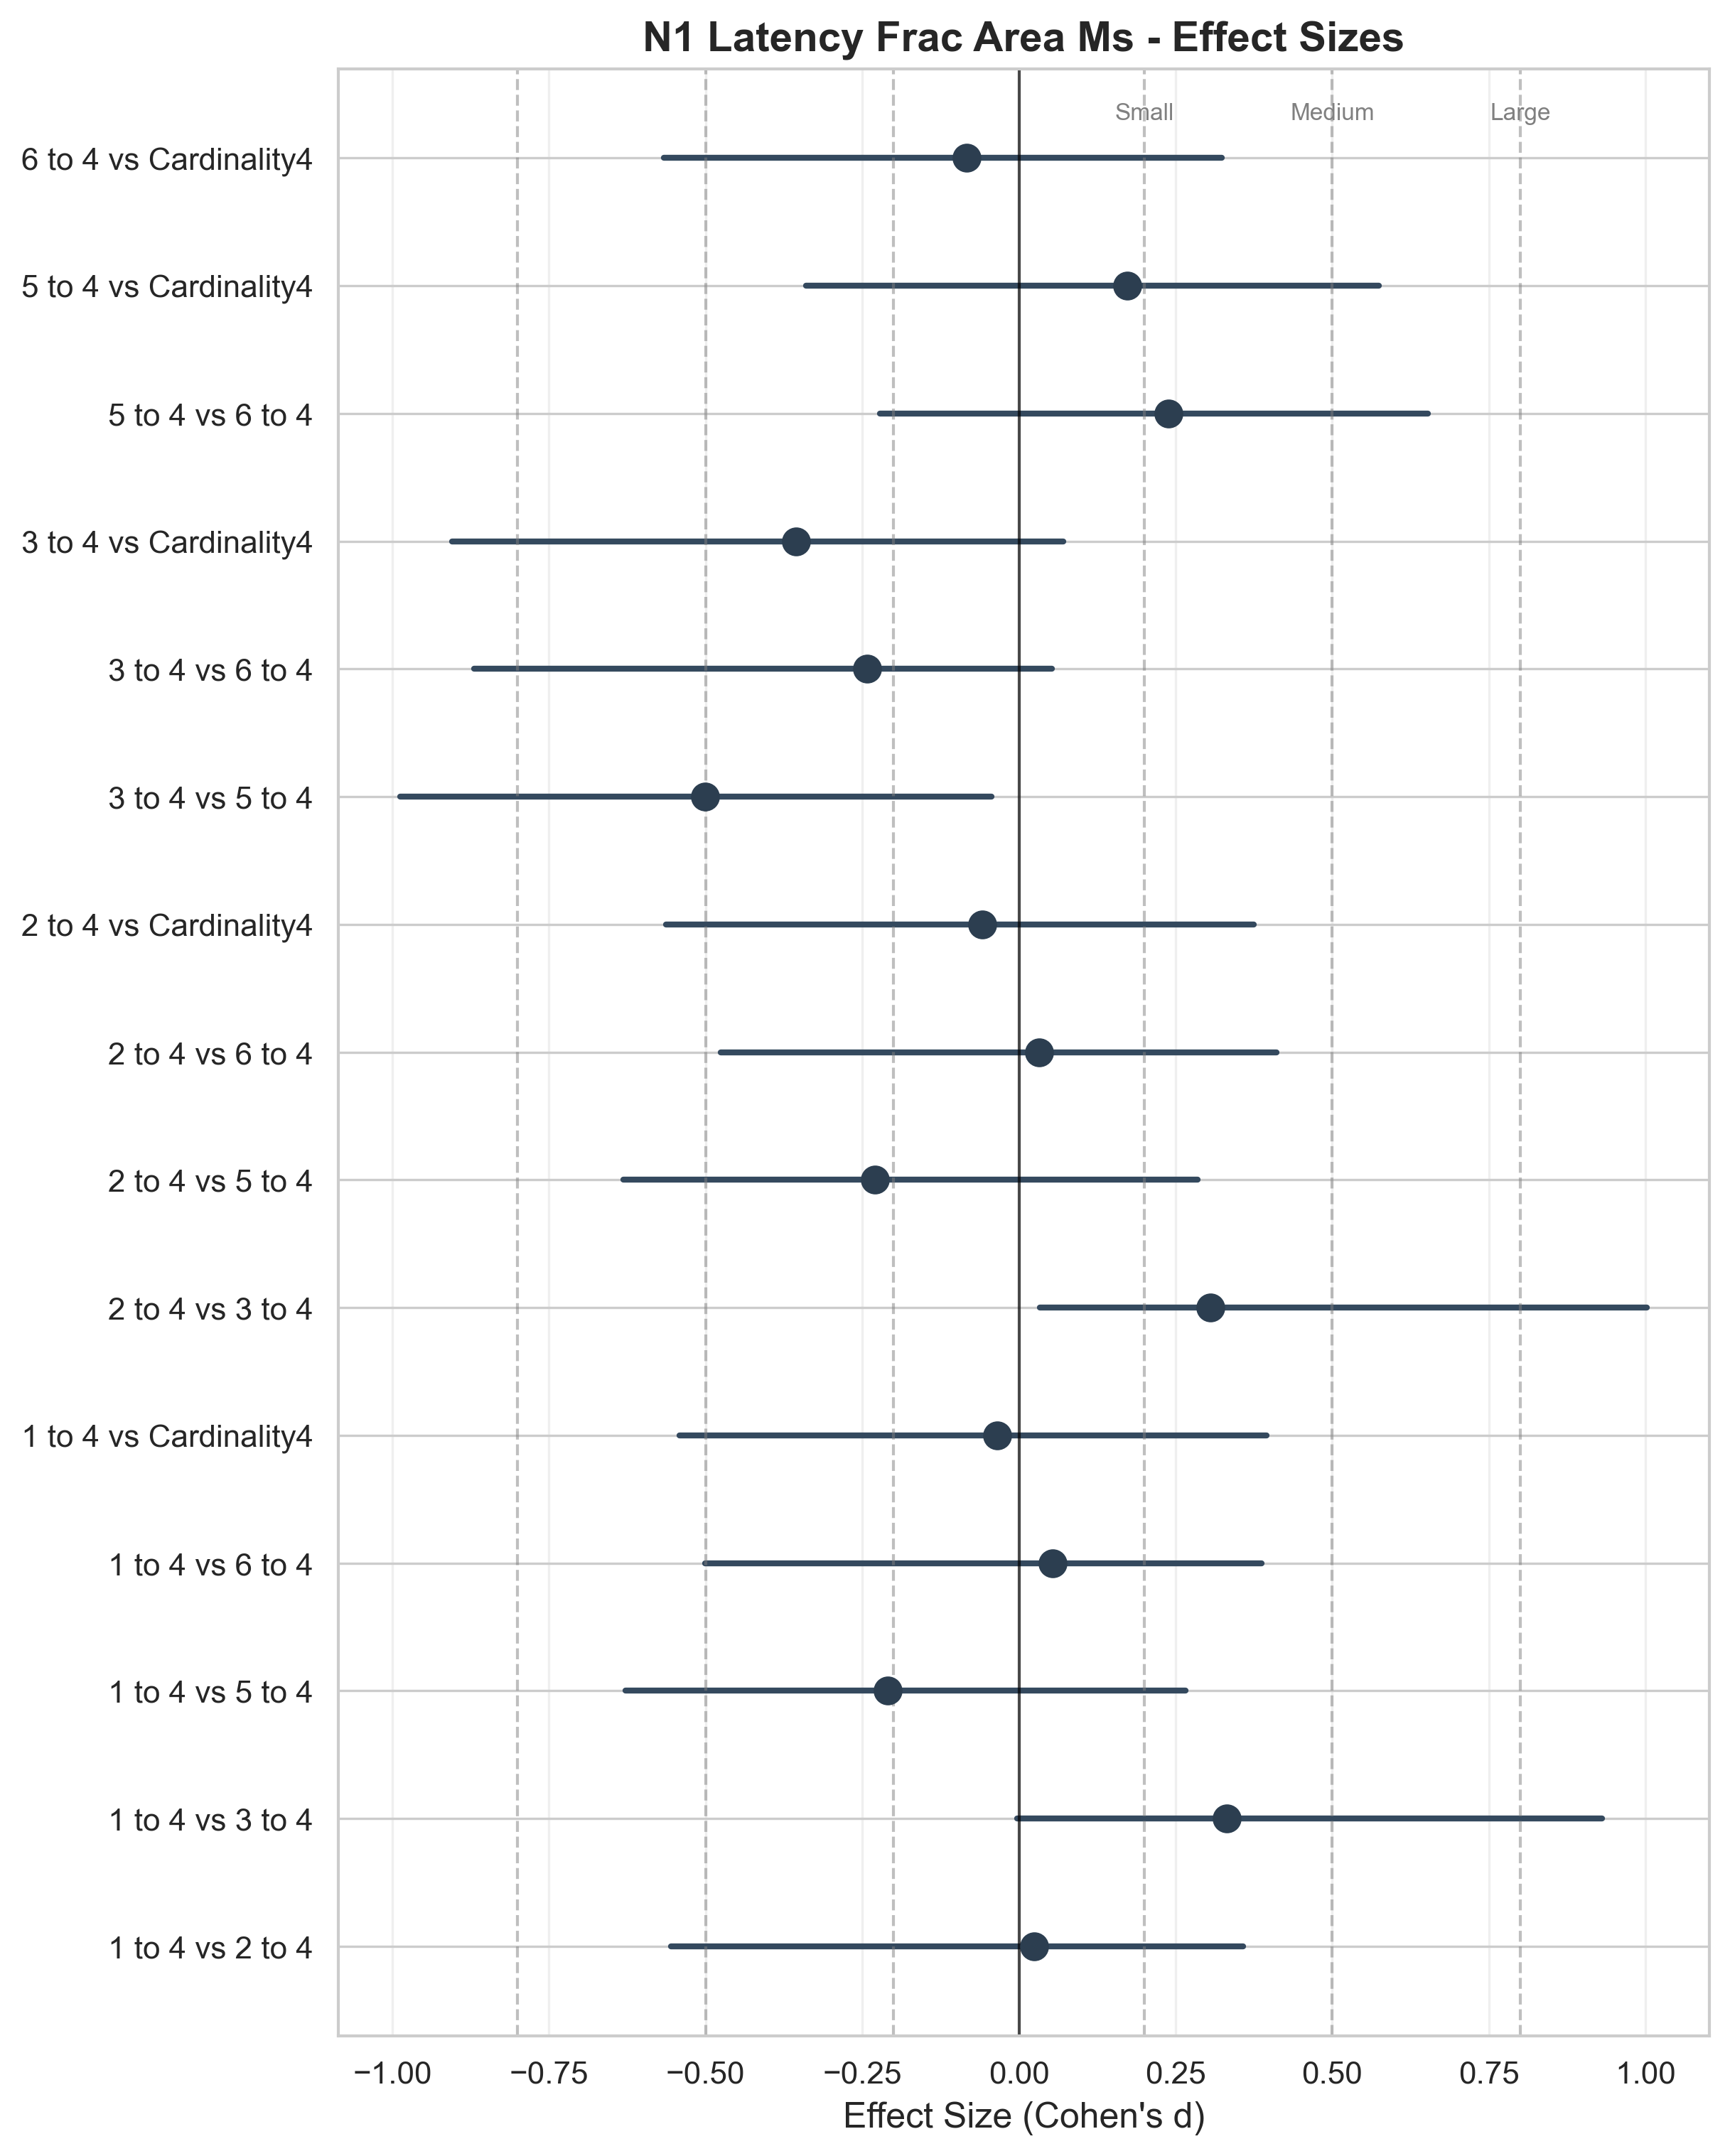 N1 Latency Frac Area Ms - Effect Sizes
Small Medium Large
6 to 4 vs Cardinality4
5 to 4 vs Cardinality4
5 to 4 vs 6 to 4
3 to 4 vs Cardinality4
3 to 4 vs 6 to 4
3 to 4 vs 5 to 4
2 to 4 vs Cardinality4
2 to 4 vs 6 to 4
2 to 4 vs 5 to 4
2 to 4 vs 3 to 4
1 to 4 vs Cardinality4
1 to 4 vs 6 to 4
1 to 4 vs 5 to 4
1 to 4 vs 3 to 4
1 to 4 vs 2 to 4
−1.00 −0.75 −0.50 −0.25 0.00 0.25 0.50 0.75 1.00
Effect Size (Cohen's d)